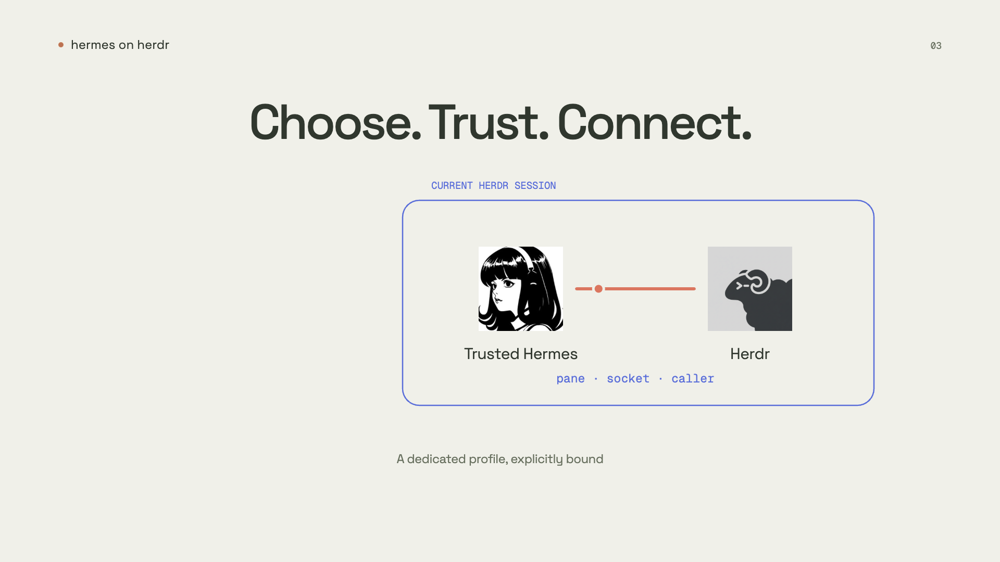 hermes on herdr
03
Choose. Trust. Connect.
CURRENT HERDR SESSION
Trusted Hermes
Herdr
pane · socket · caller
A dedicated profile, explicitly bound